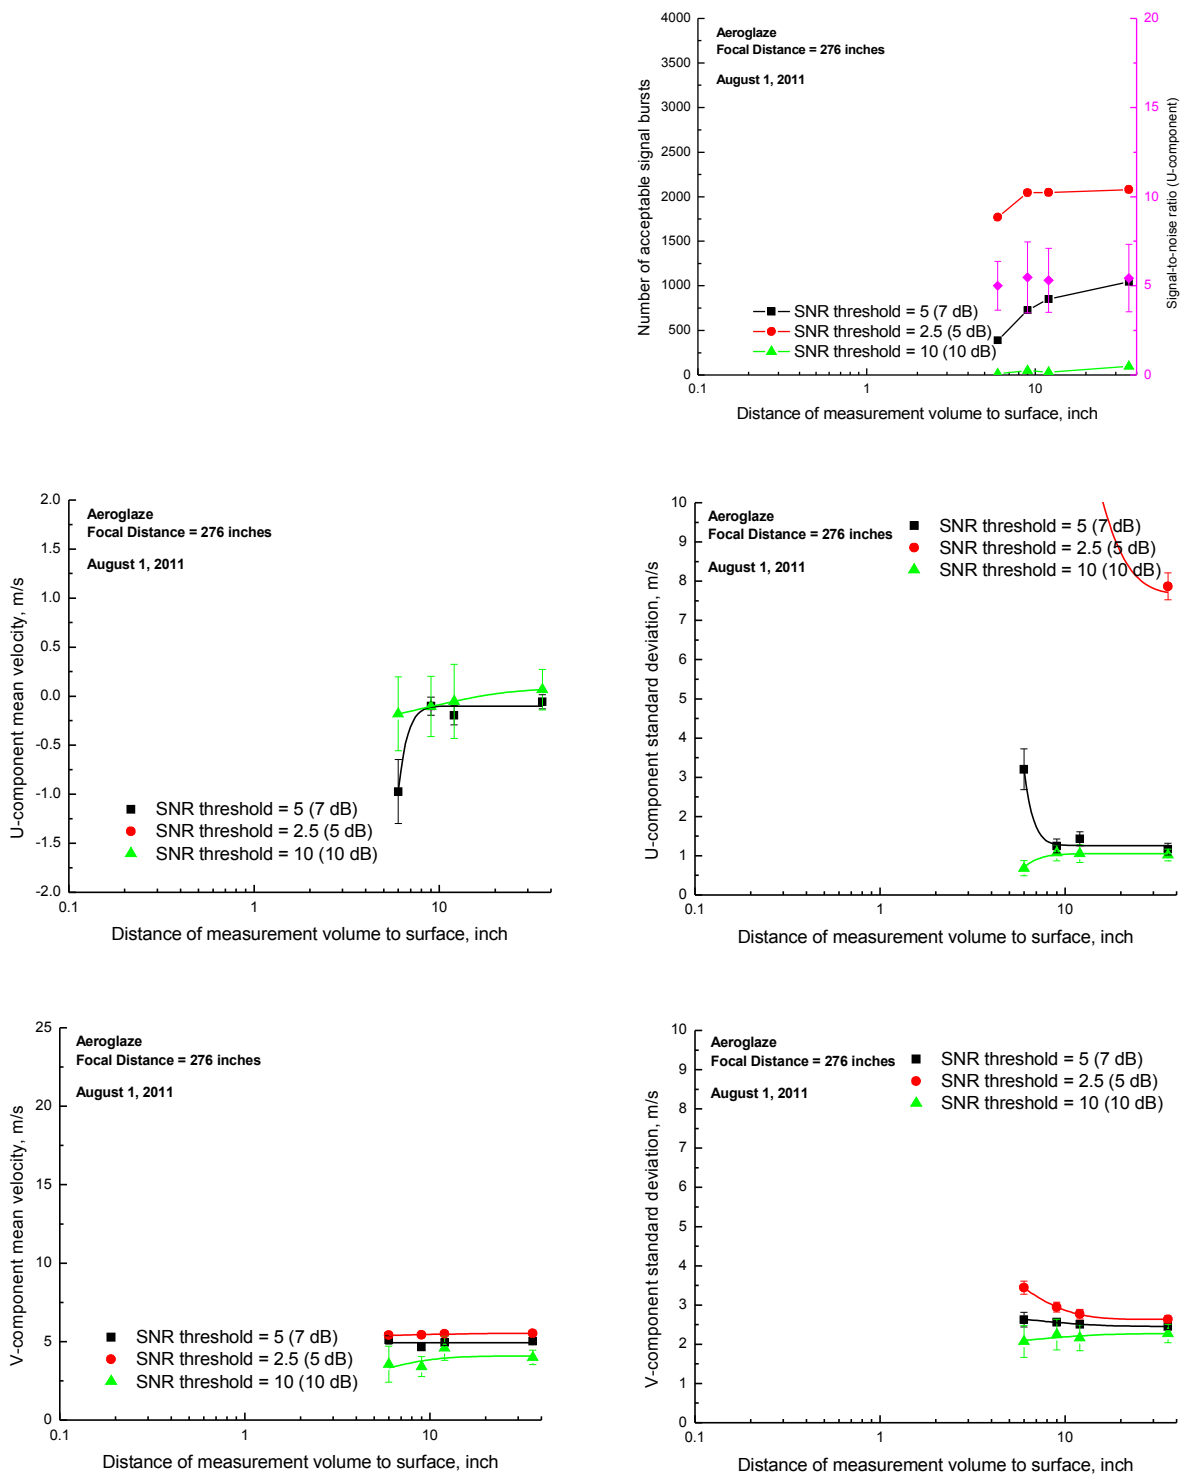 Aeroglaze
Focal Distance = 276 inches
August 1, 2011
Number of acceptable signal bursts
4000
3500
3000
2500
2000
1500
1000
500
0
20
15
10
5
0
Signal-to-noise ratio (U-component)
SNR threshold = 5 (7 dB)
SNR threshold = 2.5 (5 dB)
SNR threshold = 10 (10 dB)
0.1 1 10
Distance of measurement volume to surface, inch
Aeroglaze
Focal Distance = 276 inches
August 1, 2011
U-component mean velocity, m/s
2.0
1.5
1.0
0.5
0.0
-0.5
-1.0
-1.5
-2.0
SNR threshold = 5 (7 dB)
SNR threshold = 2.5 (5 dB)
SNR threshold = 10 (10 dB)
0.1 1 10
Distance of measurement volume to surface, inch
Aeroglaze
Focal Distance = 276 inches
August 1, 2011
SNR threshold = 5 (7 dB)
SNR threshold = 2.5 (5 dB)
SNR threshold = 10 (10 dB)
U-component standard deviation, m/s
10
9
8
7
6
5
4
3
2
1
0
0.1 1 10
Distance of measurement volume to surface, inch
Aeroglaze
Focal Distance = 276 inches
August 1, 2011
V-component mean velocity, m/s
25
20
15
10
5
0
SNR threshold = 5 (7 dB)
SNR threshold = 2.5 (5 dB)
SNR threshold = 10 (10 dB)
0.1 1 10
Distance of measurement volume to surface, inch
Aeroglaze
Focal Distance = 276 inches
August 1, 2011
SNR threshold = 5 (7 dB)
SNR threshold = 2.5 (5 dB)
SNR threshold = 10 (10 dB)
V-component standard deviation, m/s
10
9
8
7
6
5
4
3
2
1
0
0.1 1 10
Distance of measurement volume to surface, inch